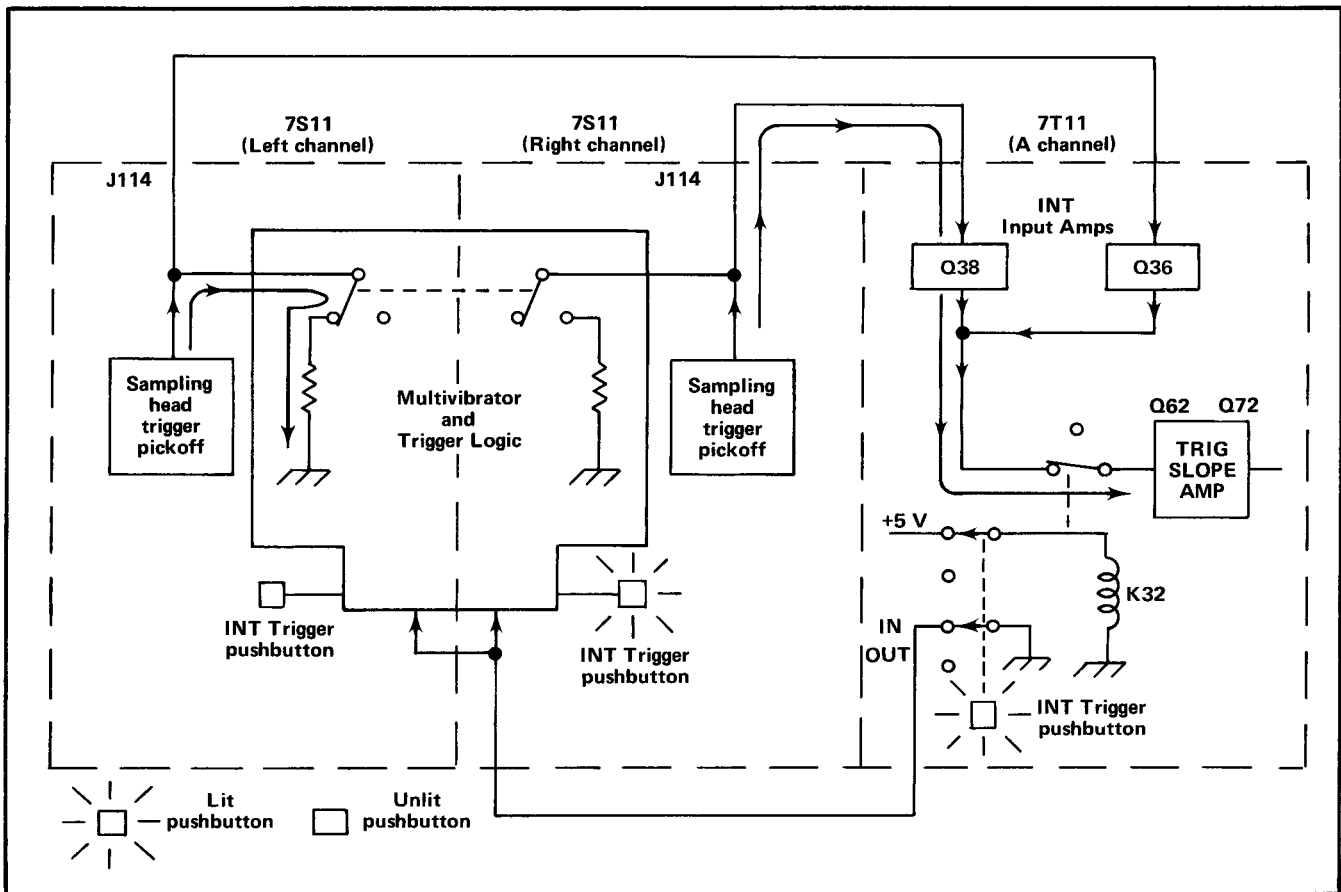 7S11
(Left channel)
7S11
(Right channel)
7T11
(A channel)
J114
J114
INT
Input Amps
Q38
Q36
Sampling
head
trigger
pickoff
Multivibrator
and
Trigger Logic
Sampling
head
trigger
pickoff
Q62 Q72
TRIG
SLOPE
AMP
+5 V
K32
IN
OUT
INT Trigger
pushbutton
INT Trigger
pushbutton
INT Trigger
pushbutton
Lit
pushbutton
Unlit
pushbutton